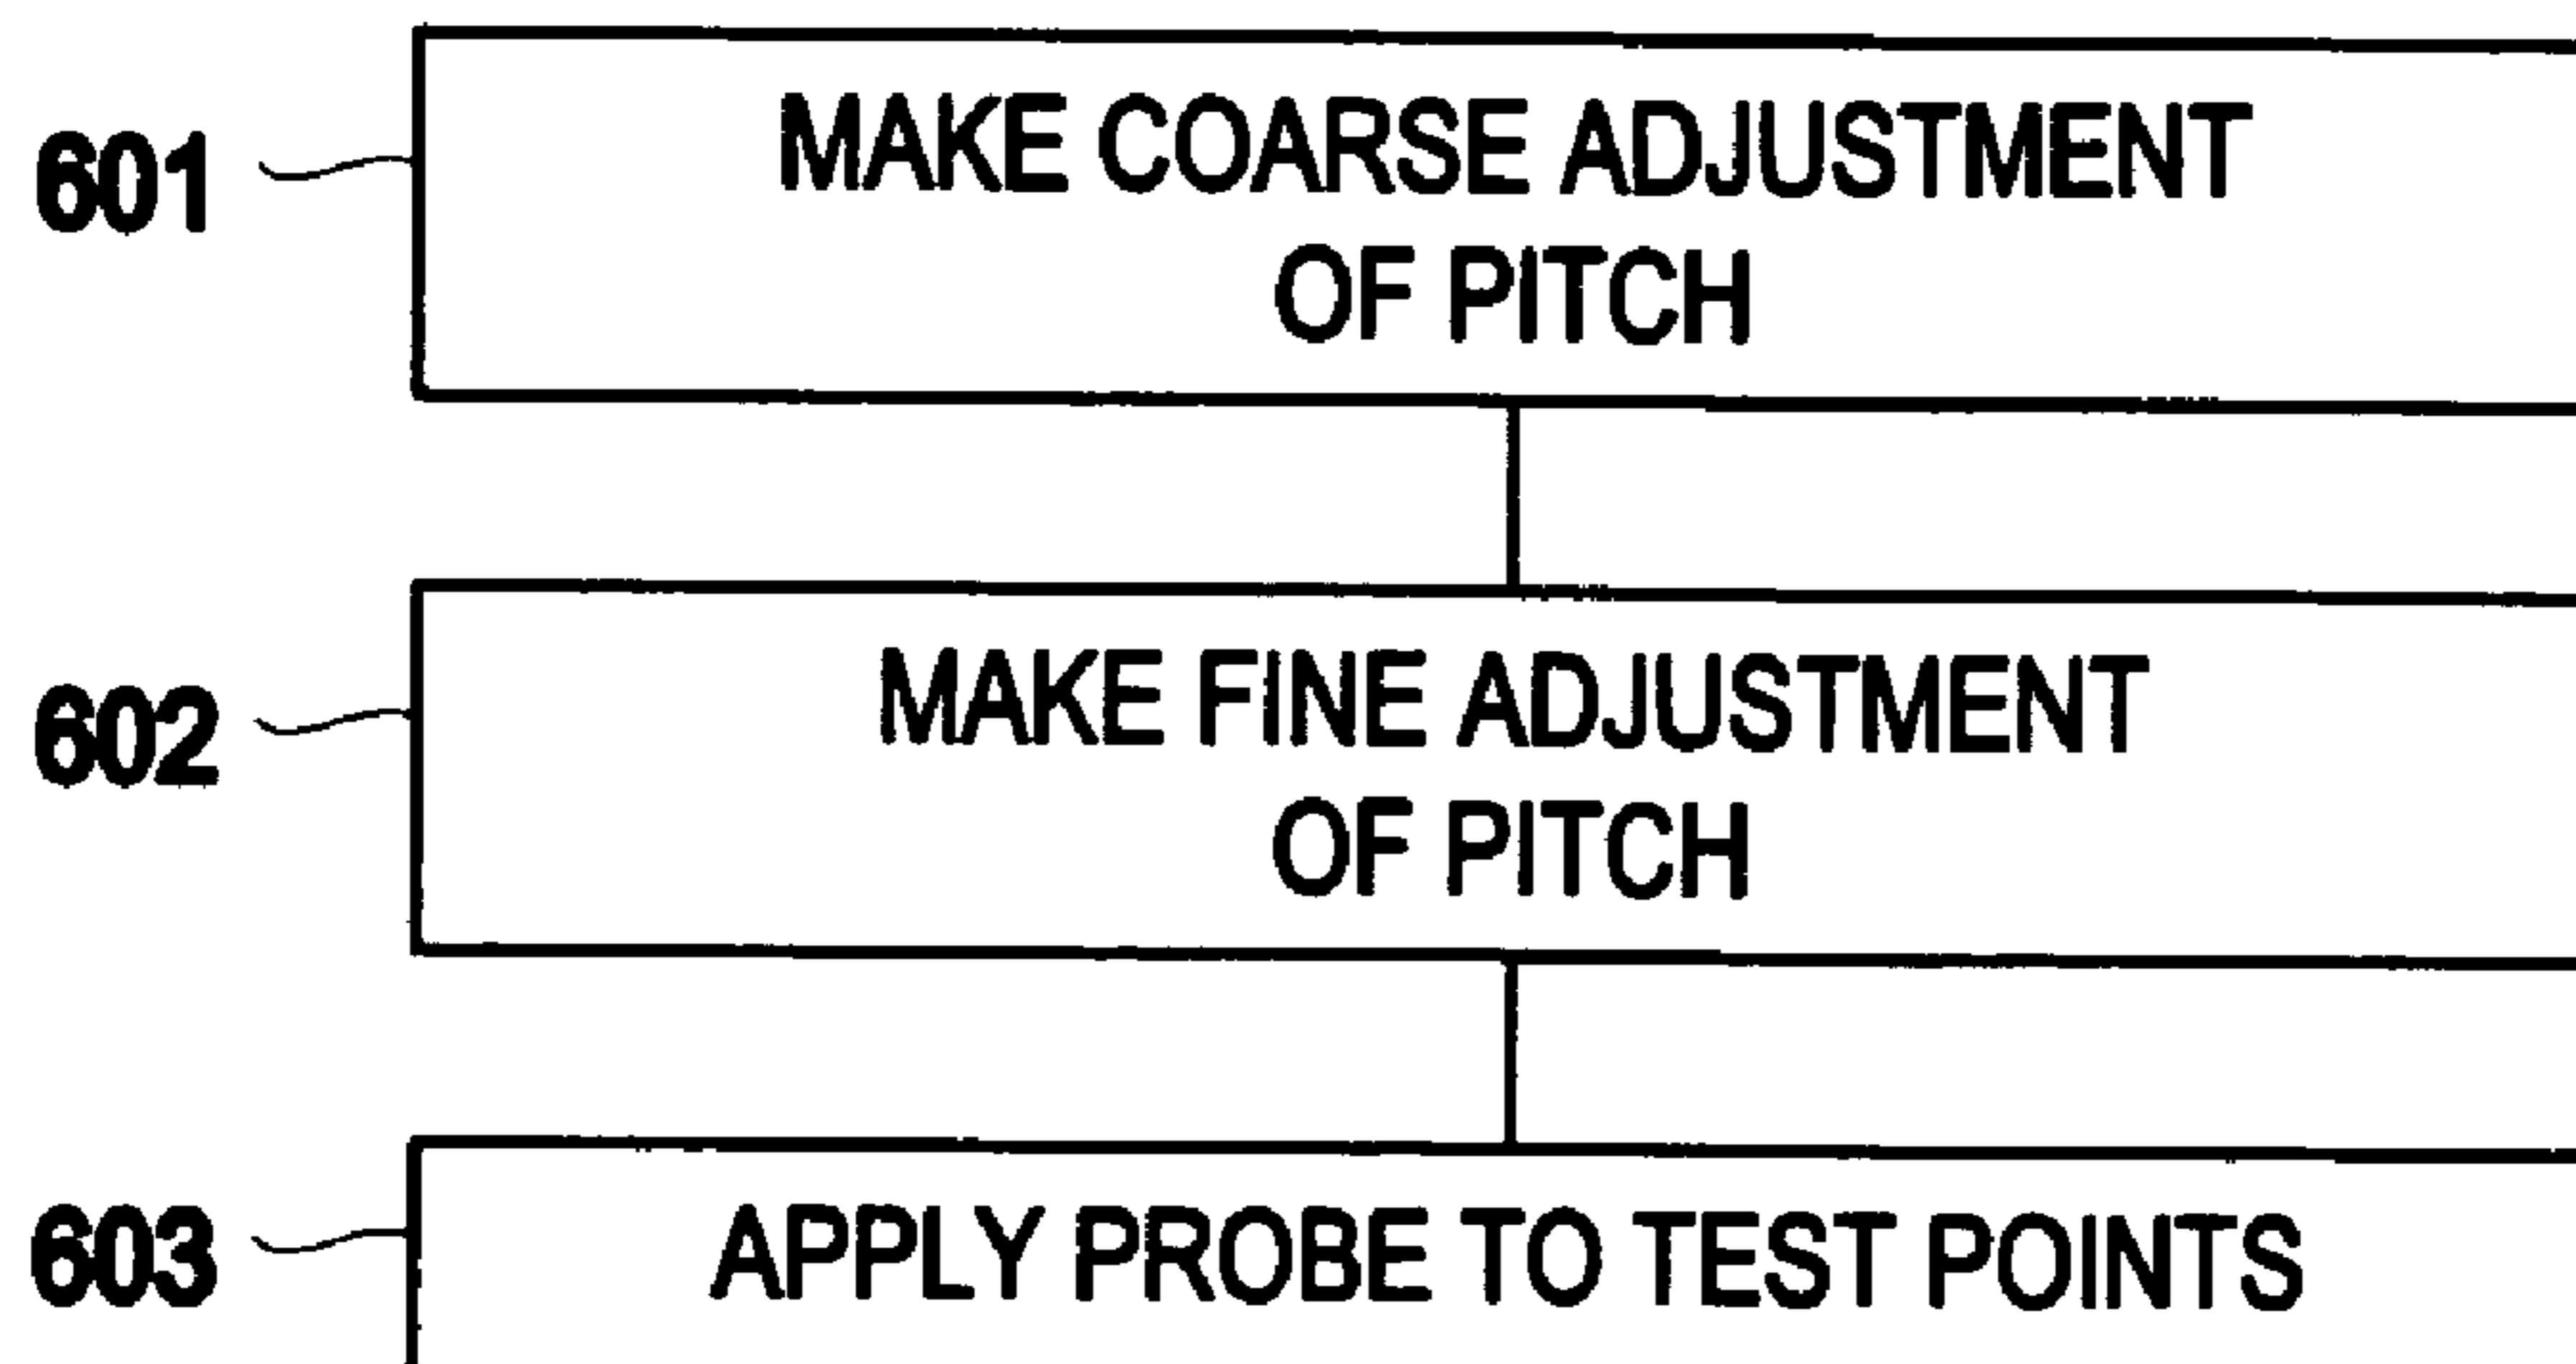 601
MAKE COARSE ADJUSTMENT
OF PITCH
602
MAKE FINE ADJUSTMENT
OF PITCH
603
APPLY PROBE TO TEST POINTS